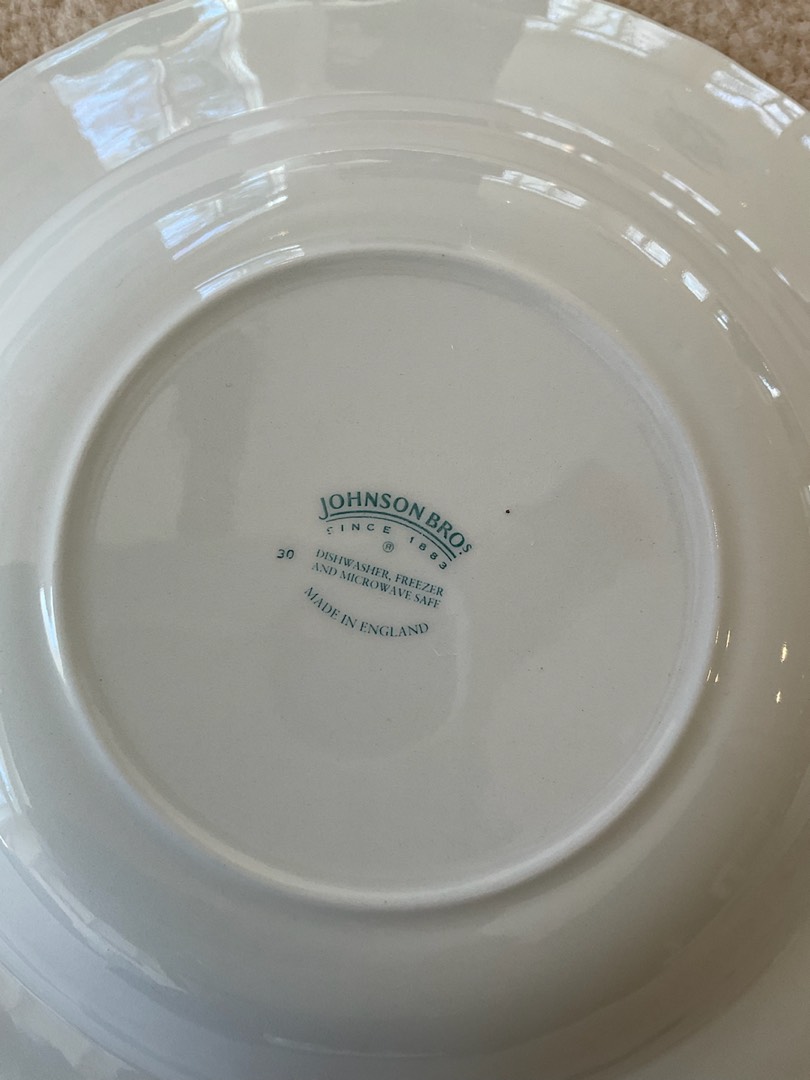 JOHNSON BROS
SINCE 1883
®
30
DISHWASHER, FREEZER
AND MICROWAVE SAFE
MADE IN ENGLAND